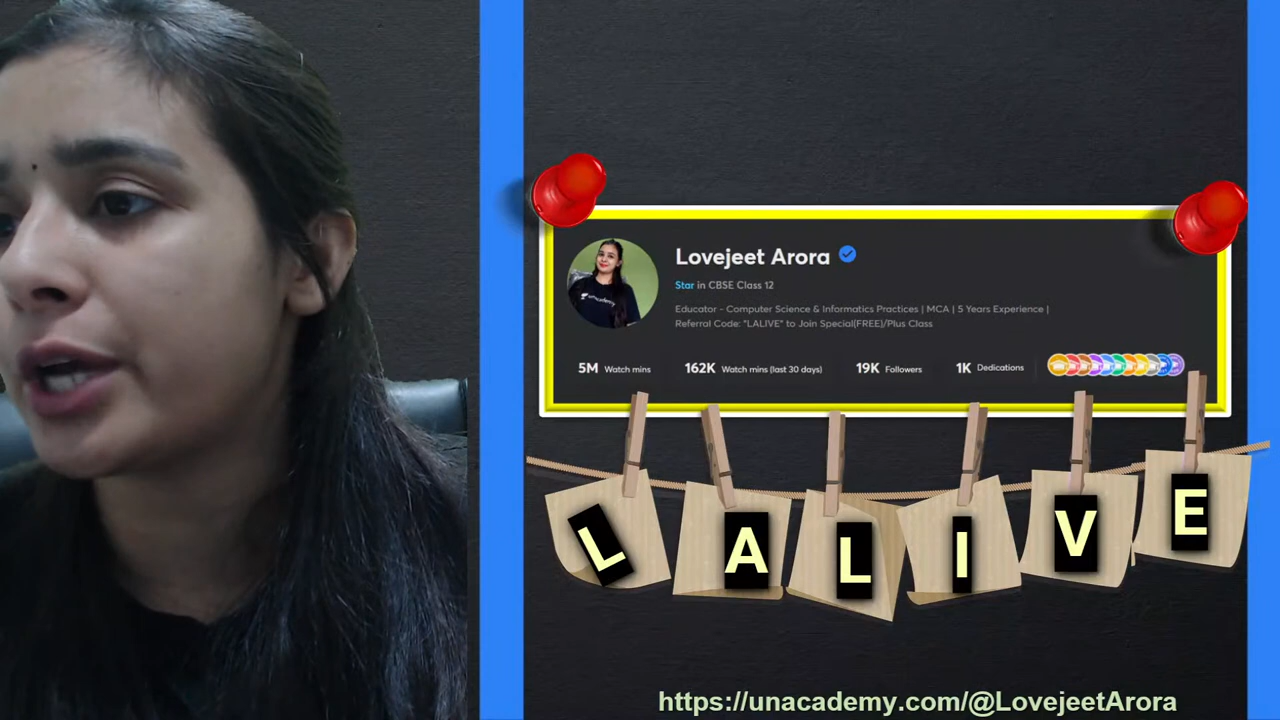 Lovejeet Arora
Star in CBSE Class 12
Educator - Computer Science & Informatics Practices | MCA | 5 Years Experience |
Referral Code: "LALIVE" to Join Special(FREE)/Plus Class
5M Watch mins 162K Watch mins (last 30 days) 19K Followers 1K Dedications
L A L I V E
https://unacademy.com/@LovejeetArora